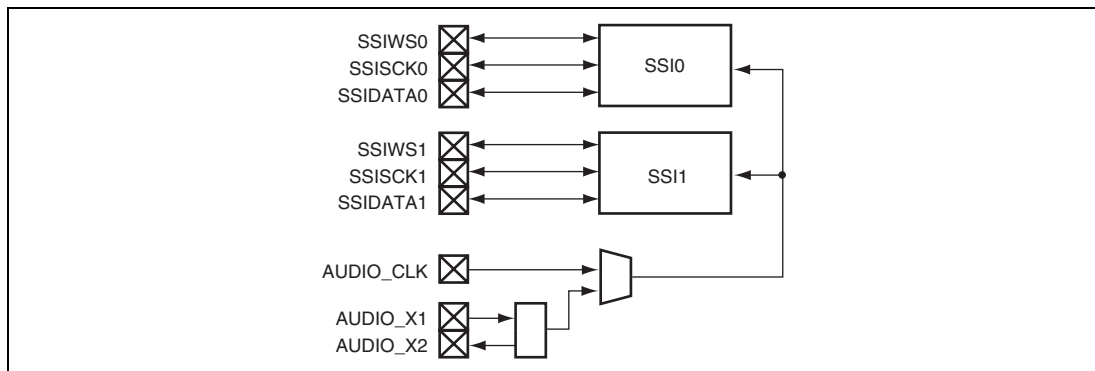 SSIWS0
SSISCK0
SSIDATA0
SSI0
SSIWS1
SSISCK1
SSIDATA1
SSI1
AUDIO_CLK
AUDIO_X1
AUDIO_X2